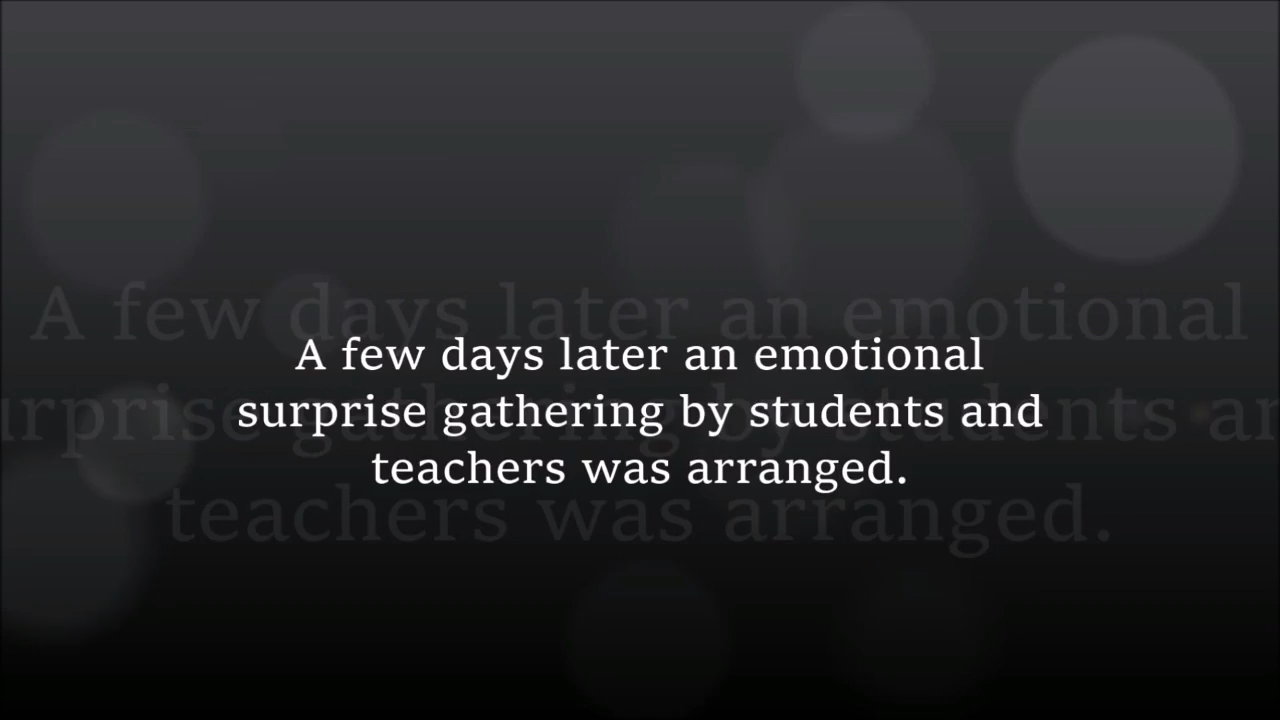 A few days later an emotional
surprise gathering by students and
teachers was arranged.